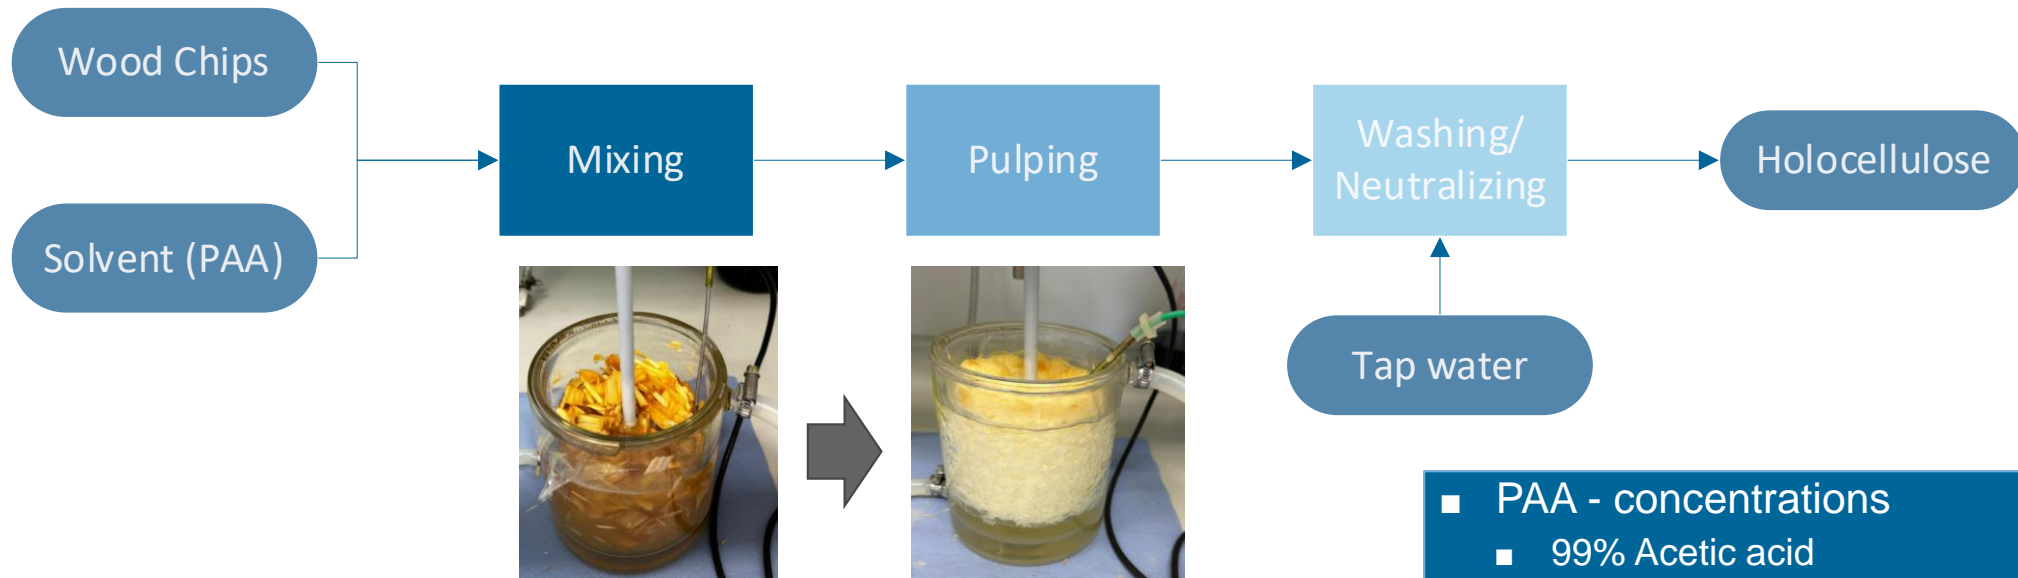 Wood Chips
Solvent (PAA)
Mixing
Pulping
Washing/
Neutralizing
Holocellulose
Tap water
■ PAA - concentrations
■ 99% Acetic acid